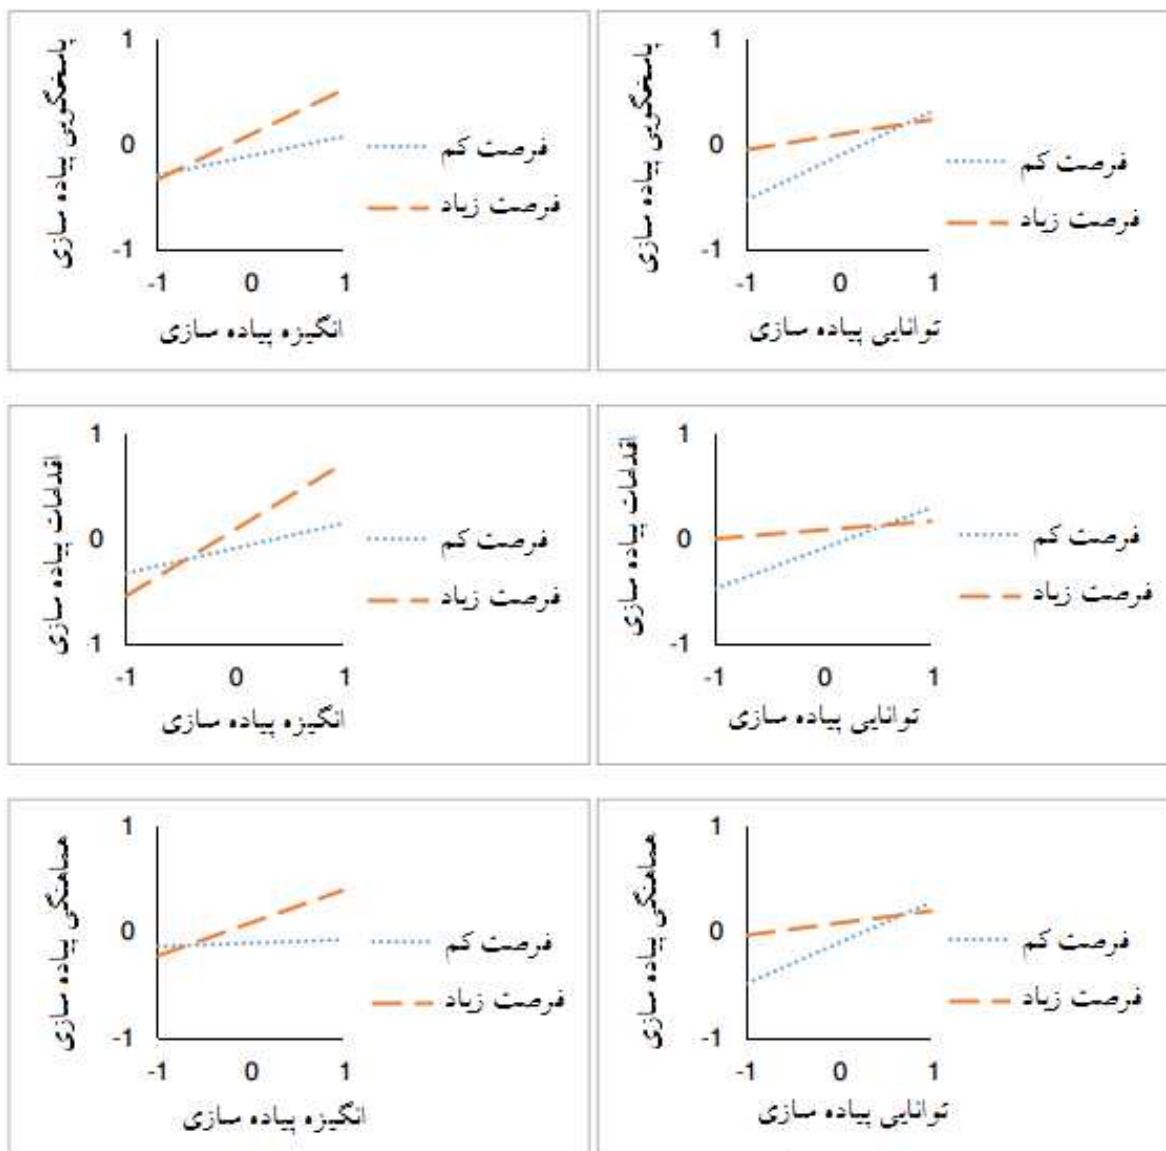 پاسخگویی پیاده سازی
1
0
-1
-1 0 1
انگیزه پیاده سازی
فرصت کم
فرصت زیاد
پاسخگویی پیاده سازی
1
0
-1
-1 0 1
توانایی پیاده سازی
فرصت کم
فرصت زیاد
اقدامات پیاده سازی
1
0
1
-1 0 1
انگیزه پیاده سازی
فرصت کم
فرصت زیاد
اقدامات پیاده سازی
1
0
-1
-1 0 1
توانایی پیاده سازی
فرصت کم
فرصت زیاد
هماهنگی پیاده سازی
1
0
-1
-1 0 1
انگیزه پیاده سازی
فرصت کم
فرصت زیاد
هماهنگی پیاده سازی
1
0
-1
-1 0 1
توانایی پیاده سازی
فرصت کم
فرصت زیاد